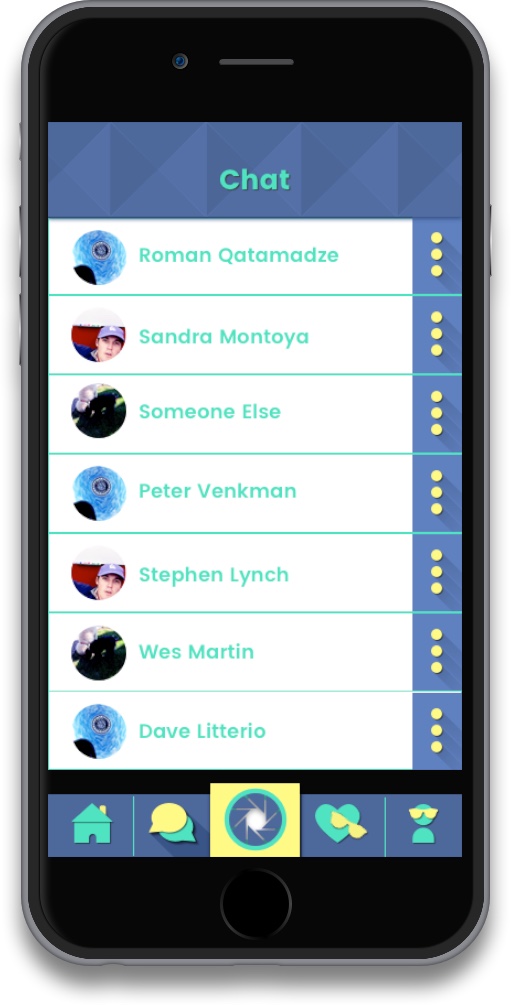 Chat
Roman Qatamadze
Sandra Montoya
Someone Else
Peter Venkman
Stephen Lynch
Wes Martin
Dave Litterio